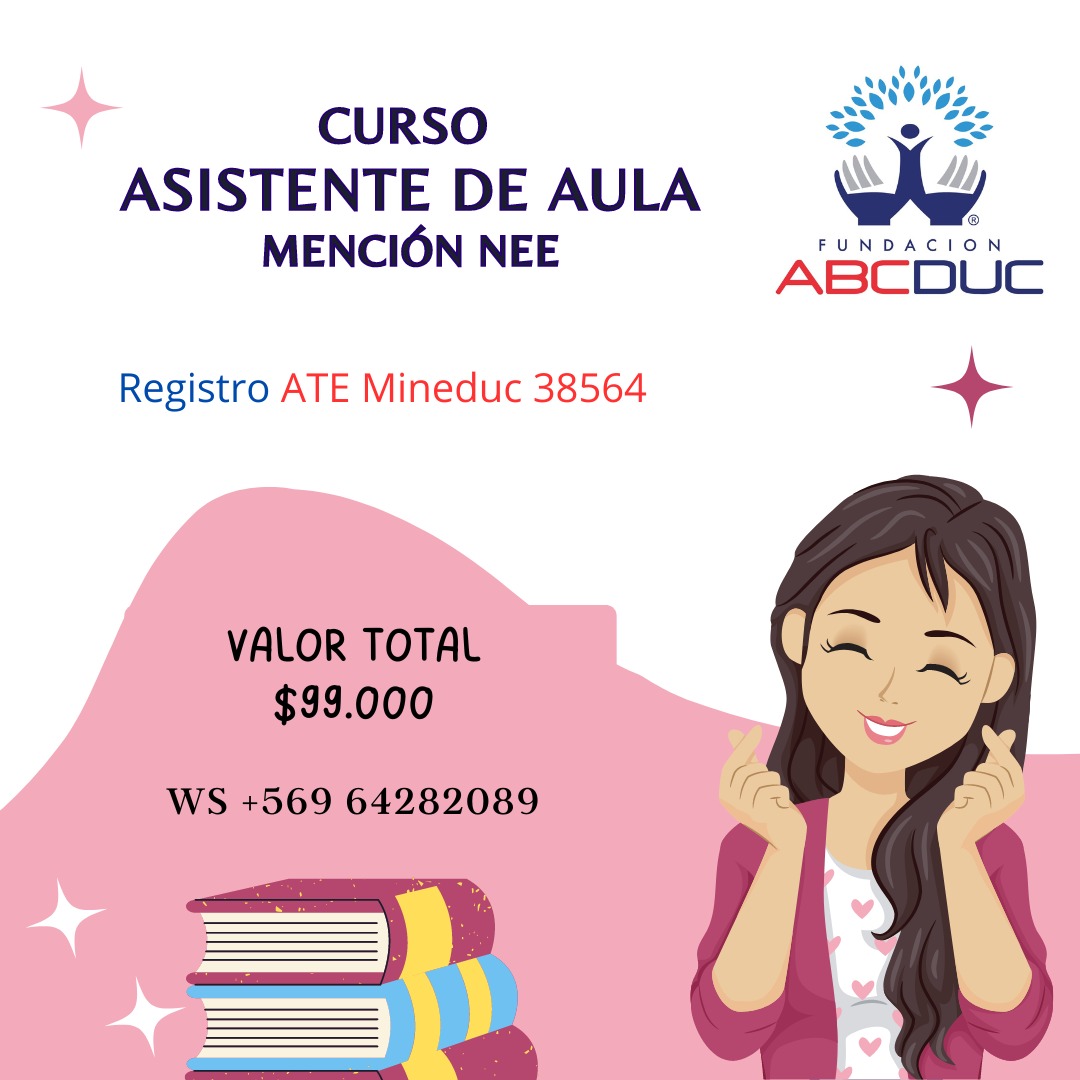 CURSO
ASISTENTE DE AULA
MENCIÓN NEE
®
FUNDACION
ABCDUC
Registro ATE Mineduc 38564
VALOR TOTAL
$99.000
WS +569 64282089